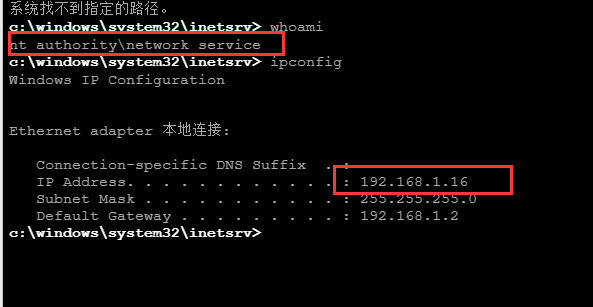 系统找不到指定的路径。
c:\windows\system32\inetsrv> whoami
nt authority\network service
c:\windows\system32\inetsrv> ipconfig
Windows IP Configuration
Ethernet adapter 本地连接:
Connection-specific DNS Suffix  . :
IP Address. . . . . . . . . . . . : 192.168.1.16
Subnet Mask . . . . . . . . . . . : 255.255.255.0
Default Gateway . . . . . . . . . : 192.168.1.2
c:\windows\system32\inetsrv>